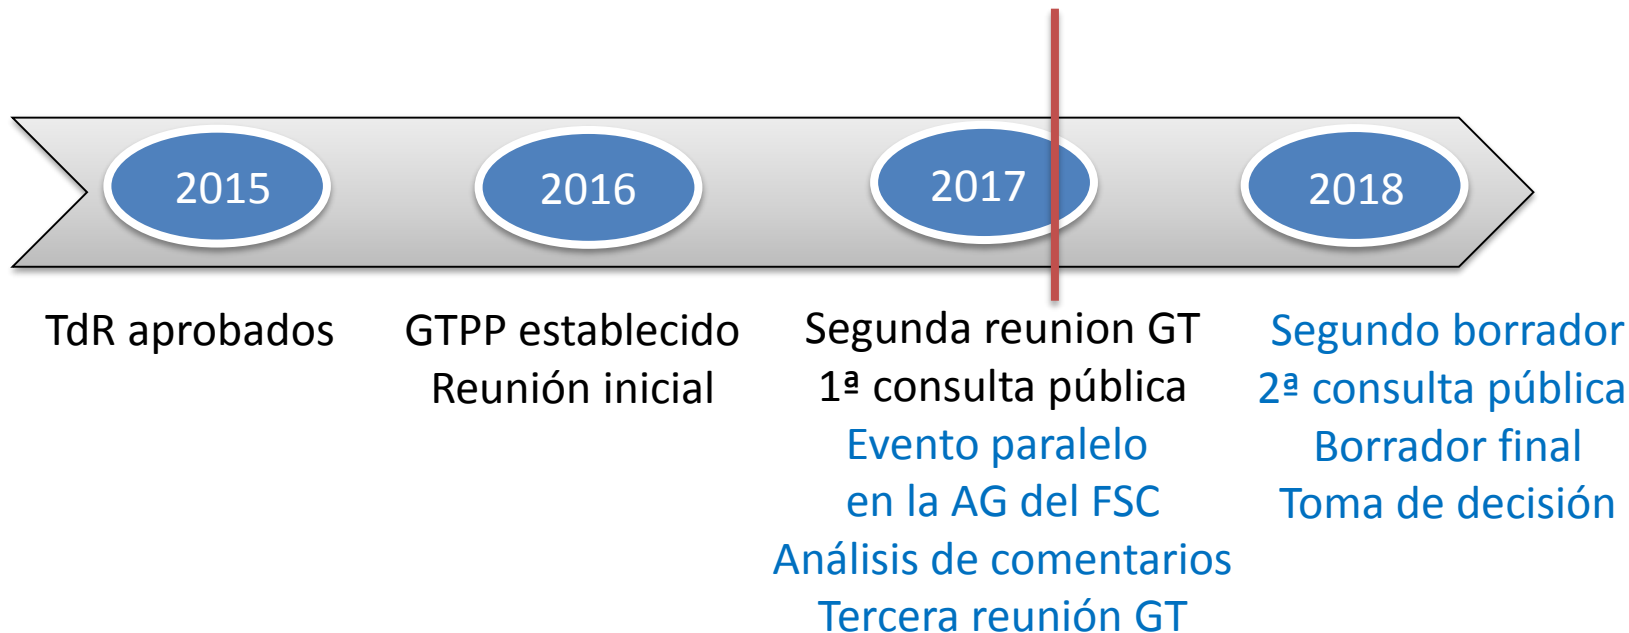 2015
2016
2017
2018
TdR aprobados
GTPP establecido
Reunión inicial
Segunda reunion GT
1ª consulta pública
Evento paralelo
en la AG del FSC
Análisis de comentarios
Tercera reunión GT
Segundo borrador
2ª consulta pública
Borrador final
Toma de decisión